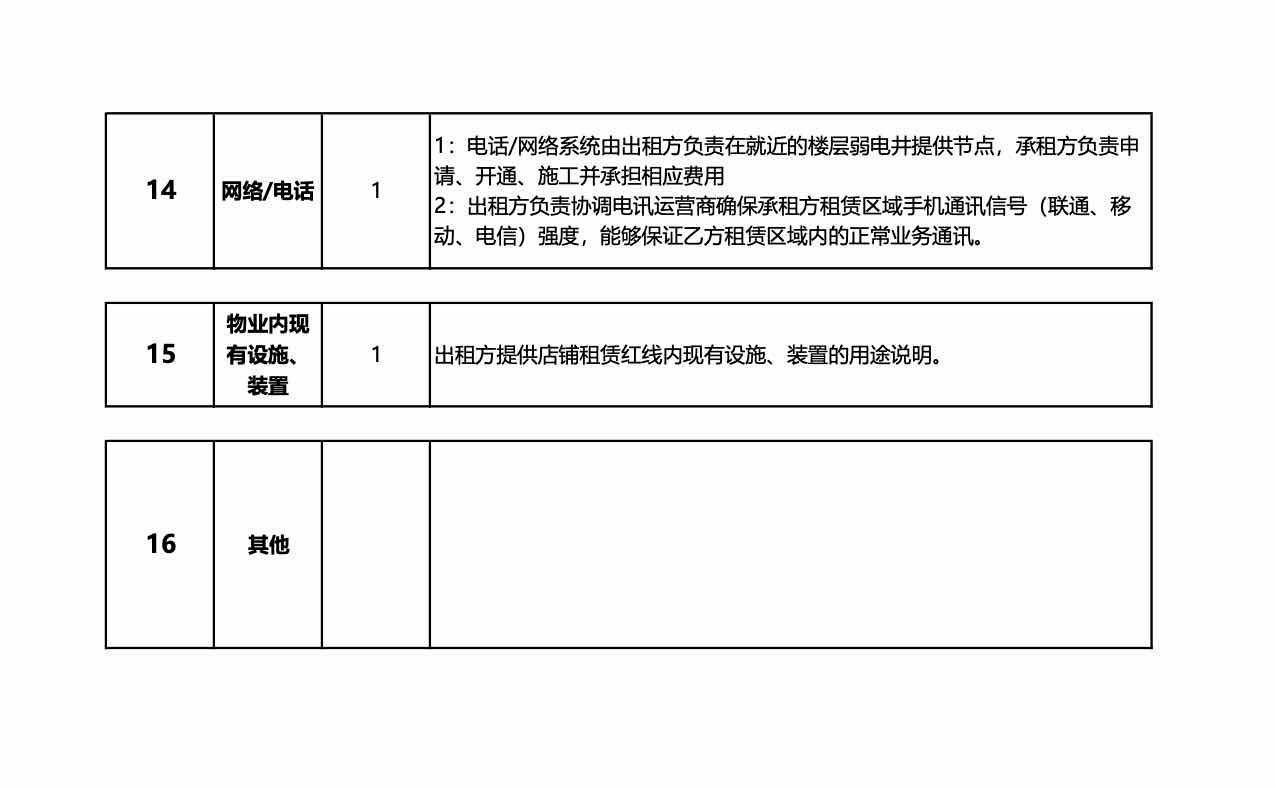 14
网络/电话
1
1：电话/网络系统由出租方负责在就近的楼层弱电井提供节点，承租方负责申
请、开通、施工并承担相应费用
2：出租方负责协调电讯运营商确保承租方租赁区域手机通讯信号（联通、移
动、电信）强度，能够保证乙方租赁区域内的正常业务通讯。
15
物业内现
有设施、
装置
1
出租方提供店铺租赁红线内现有设施、装置的用途说明。
16
其他